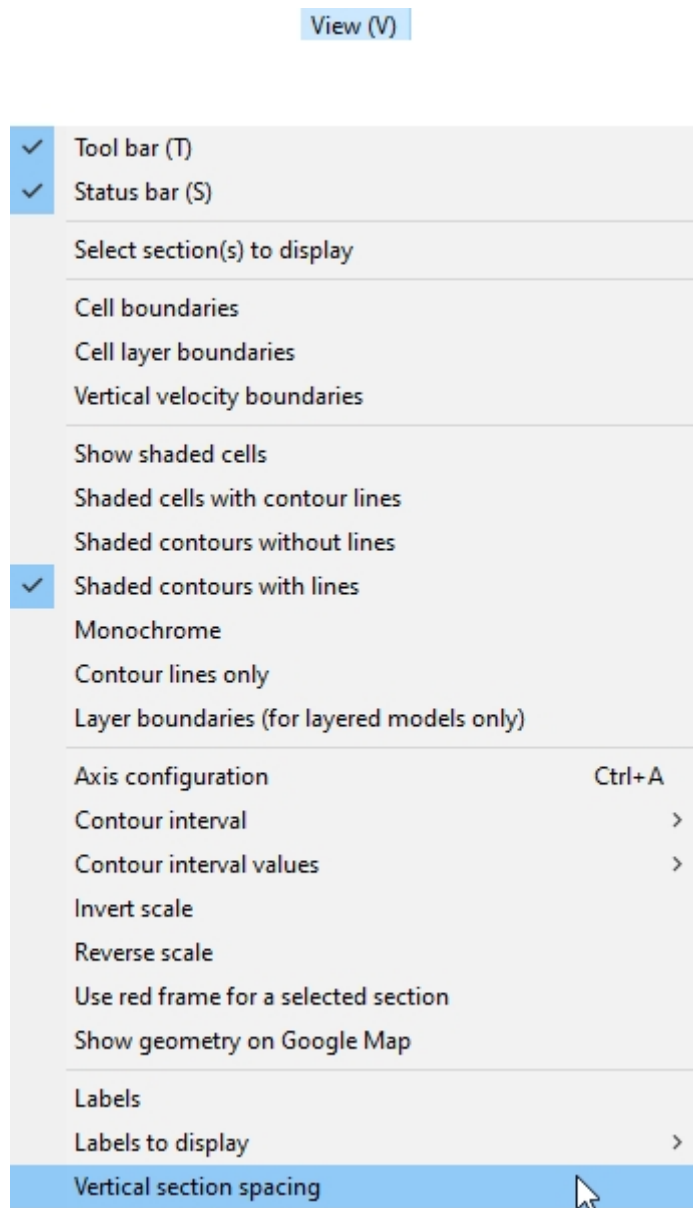 View (V)
Tool bar (T)
Status bar (S)
Select section(s) to display
Cell boundaries
Cell layer boundaries
Vertical velocity boundaries
Show shaded cells
Shaded cells with contour lines
Shaded contours without lines
Shaded contours with lines
Monochrome
Contour lines only
Layer boundaries (for layered models only)
Axis configuration Ctrl+A
Contour interval
Contour interval values
Invert scale
Reverse scale
Use red frame for a selected section
Show geometry on Google Map
Labels
Labels to display
Vertical section spacing